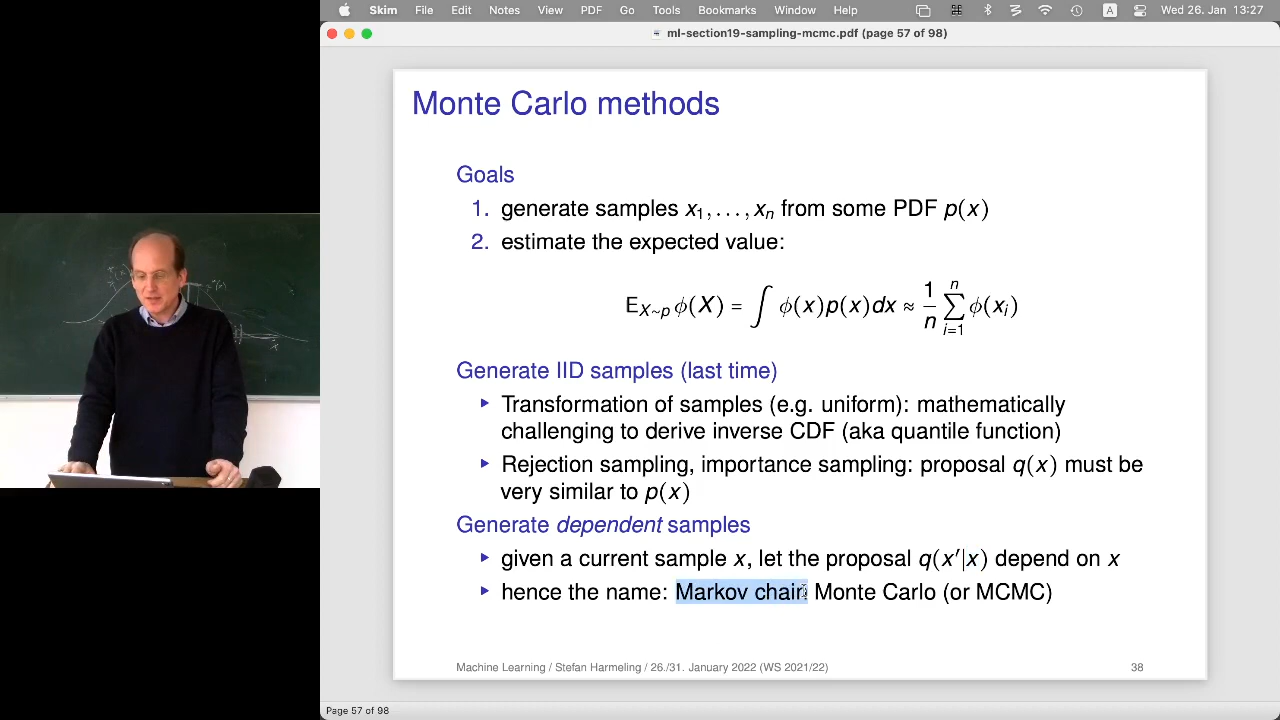 Skim File Edit Notes View PDF Go Tools Bookmarks Window Help A Wed 26. Jan 13:27
ml-section19-sampling-mcmc.pdf (page 57 of 98)
Monte Carlo methods
Goals
1. generate samples x₁, . . . , xₙ from some PDF p(x)
2. estimate the expected value:
E_{X∼p} ϕ(X) = ∫ ϕ(x)p(x)dx ≈ 1/n ∑_{i=1}^{n} ϕ(xᵢ)
Generate IID samples (last time)
▸ Transformation of samples (e.g. uniform): mathematically
challenging to derive inverse CDF (aka quantile function)
▸ Rejection sampling, importance sampling: proposal q(x) must be
very similar to p(x)
Generate dependent samples
▸ given a current sample x, let the proposal q(x′|x) depend on x
▸ hence the name: Markov chain Monte Carlo (or MCMC)
Machine Learning / Stefan Harmeling / 26./31. January 2022 (WS 2021/22) 38
Page 57 of 98